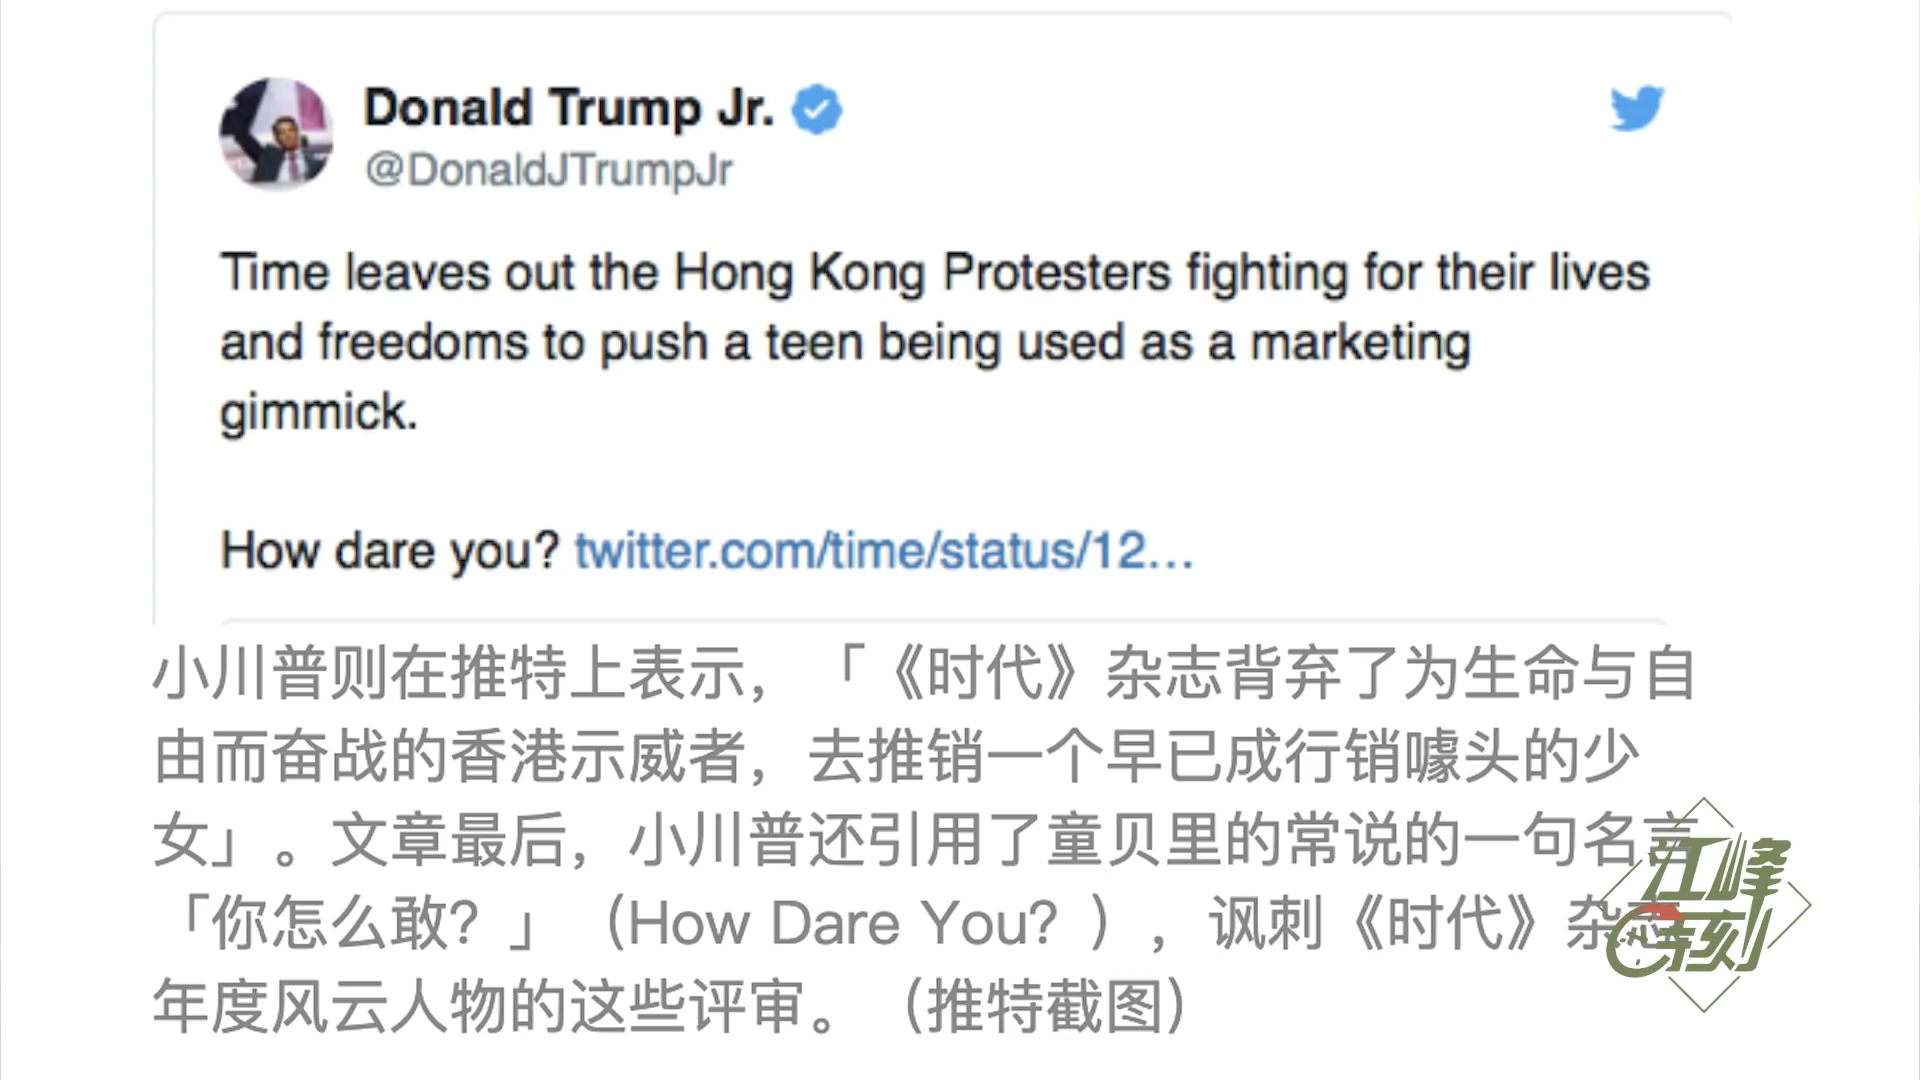 Donald Trump Jr.
@DonaldJTrumpJr
Time leaves out the Hong Kong Protesters fighting for their lives
and freedoms to push a teen being used as a marketing
gimmick.
How dare you? twitter.com/time/status/12...
小川普则在推特上表示，「《时代》杂志背弃了为生命与自
由而奋战的香港示威者，去推销一个早已成行销噱头的少
女」。文章最后，小川普还引用了童贝里的常说的一句名言
「你怎么敢？」（How Dare You？），讽刺《时代》杂志
年度风云人物的这些评审。（推特截图）
江峰
时刻